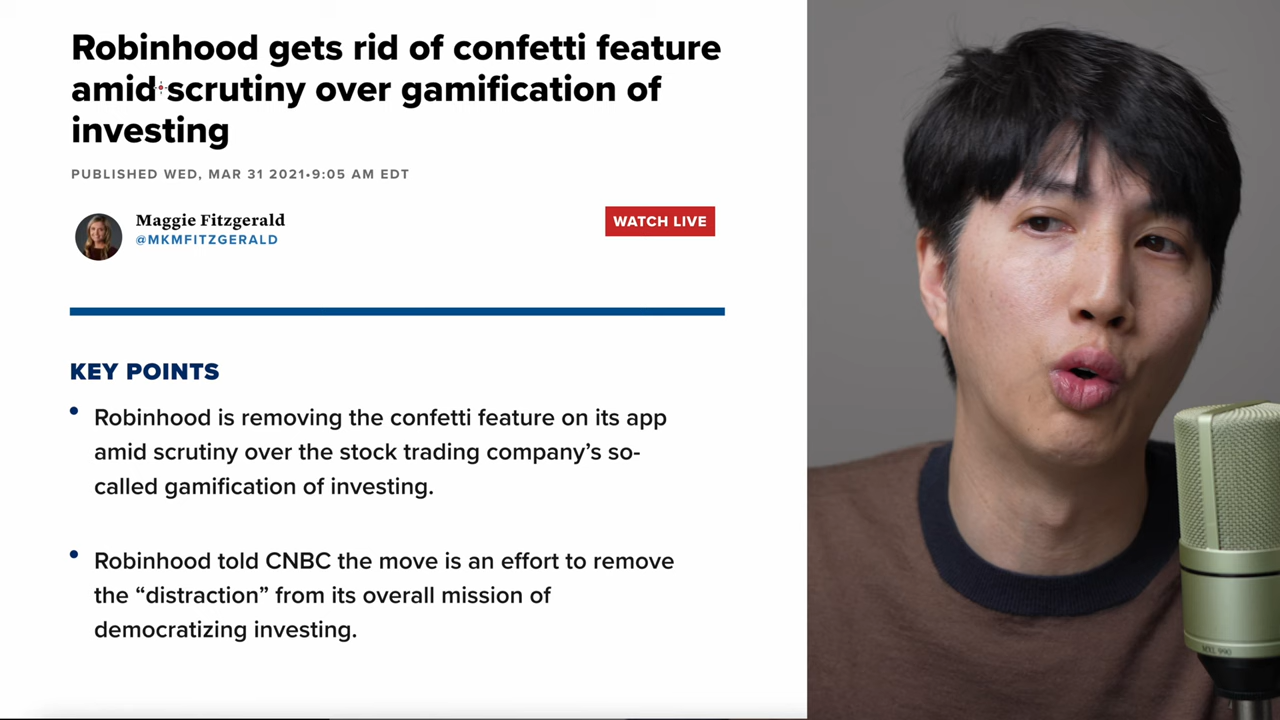 Robinhood gets rid of confetti feature
amid scrutiny over gamification of
investing
PUBLISHED WED, MAR 31 2021•9:05 AM EDT
Maggie Fitzgerald
@MKMFITZGERALD
WATCH LIVE
KEY POINTS
• Robinhood is removing the confetti feature on its app
amid scrutiny over the stock trading company’s so-
called gamification of investing.
• Robinhood told CNBC the move is an effort to remove
the “distraction” from its overall mission of
democratizing investing.
MXL 990